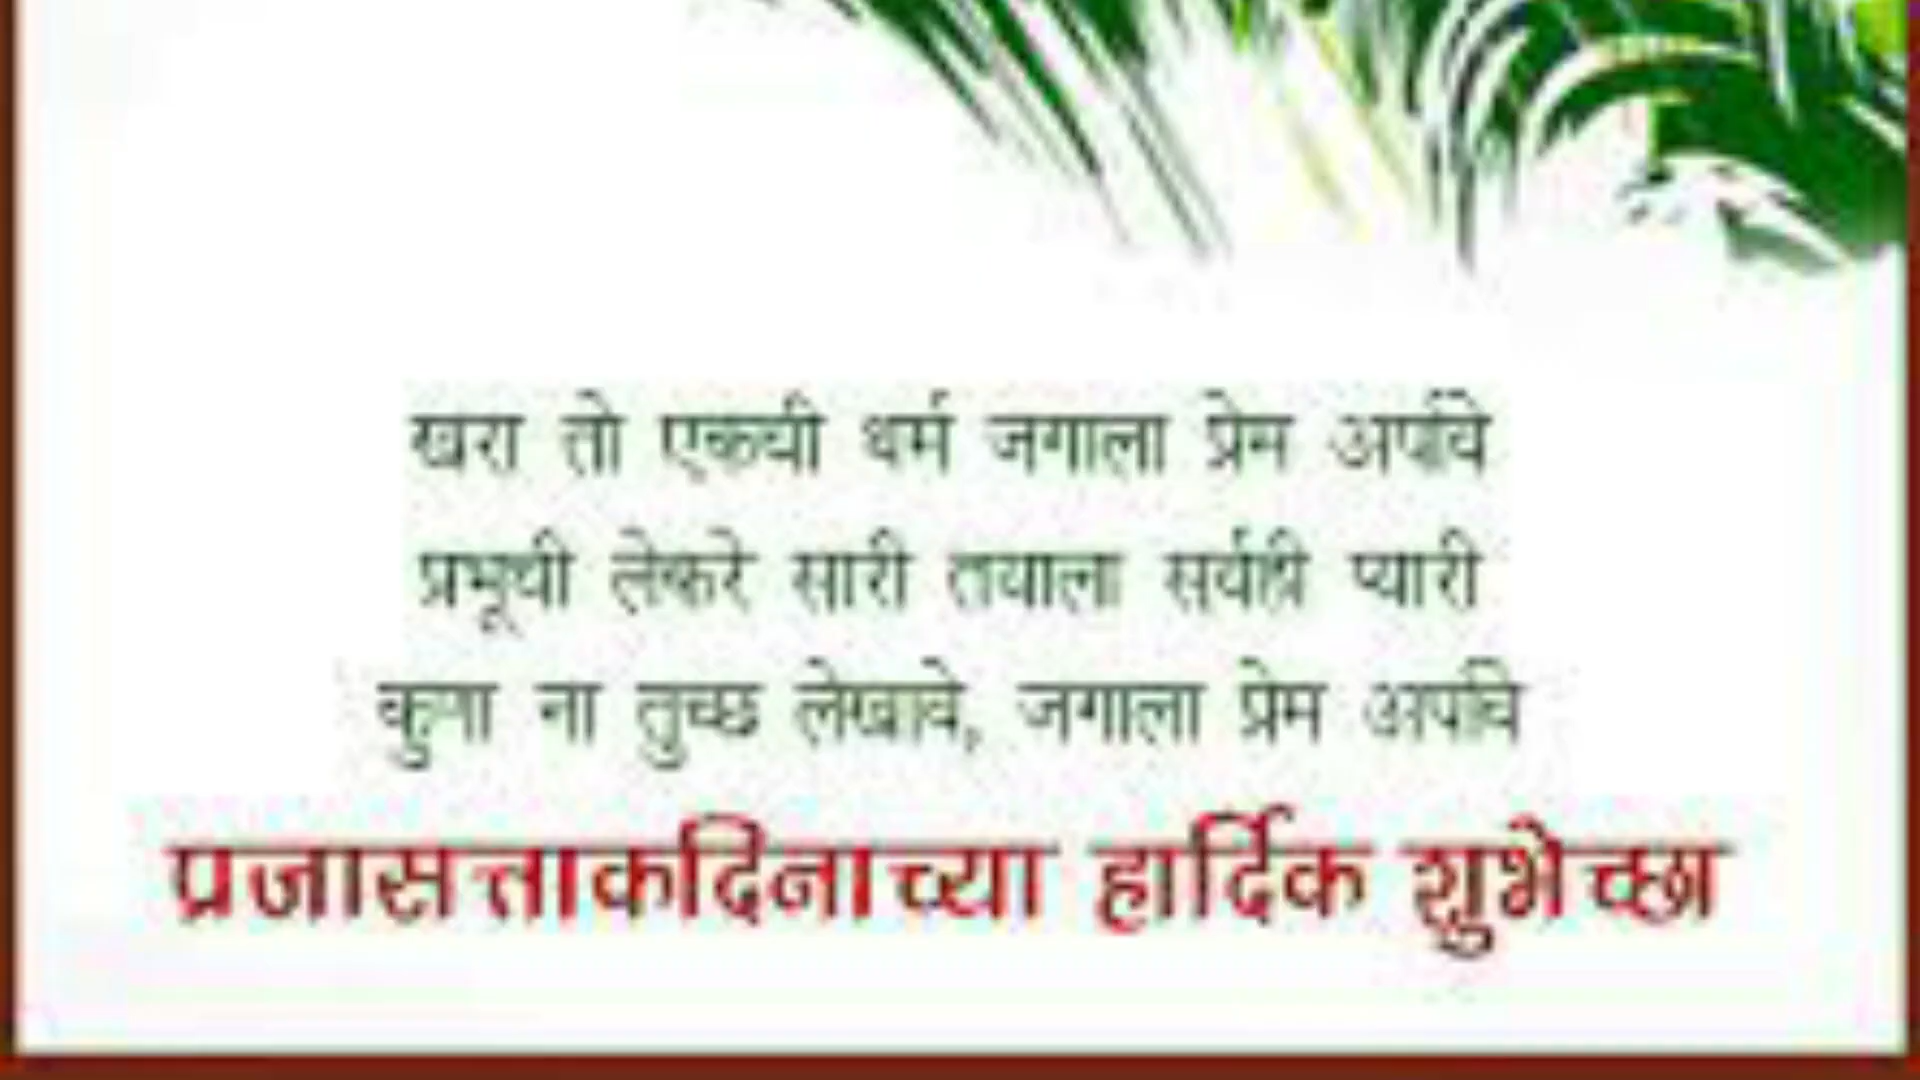 खरा तो एकची धर्म जगाला प्रेम अर्पावे
प्रभूची लेकरे सारी तयाला सर्वही प्यारी
कुणा ना तुच्छ लेखावे, जगाला प्रेम अर्पावे
प्रजासत्ताकदिनाच्या हार्दिक शुभेच्छा